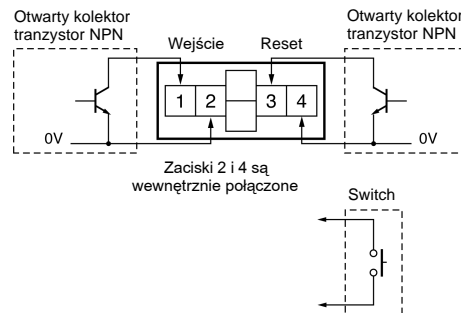 Otwarty kolektor
tranzystor NPN
Wejście
Reset
Otwarty kolektor
tranzystor NPN
1
2
3
4
0V
0V
Zaciski 2 i 4 są
wewnętrznie połączone
Switch